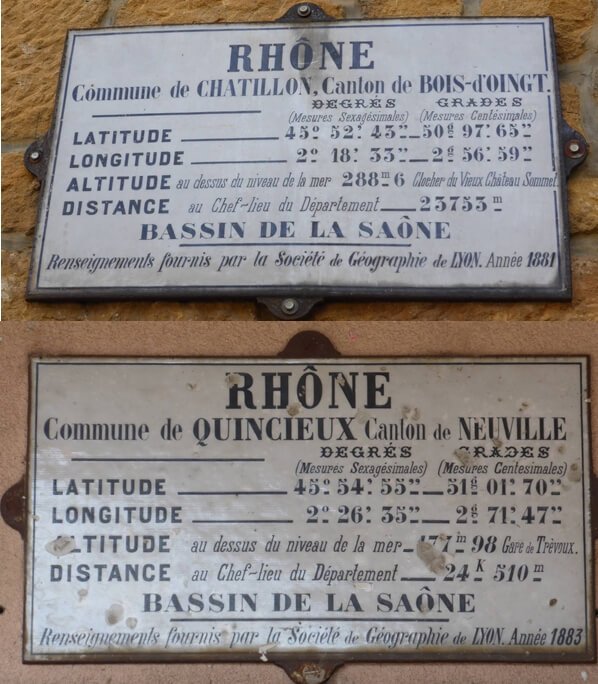 RHÔNE
Commune de CHATILLON, Canton de BOIS-d'OINGT.
DEGRÉS GRADES
(Mesures Sexagésimales) (Mesures Centésimales)
LATITUDE 45° 52' 43" 50g 97' 65"
LONGITUDE 2° 18' 33" 2g 56' 59"
ALTITUDE au dessus du niveau de la mer 288m 6 Clocher du Vieux Château Sommet.
DISTANCE au Chef-lieu du Département 23753m
BASSIN DE LA SAÔNE
Renseignements fournis par la Société de Géographie de LYON. Année 1881
RHÔNE
Commune de QUINCIEUX Canton de NEUVILLE
DEGRÉS GRADES
(Mesures Sexagésimales) (Mesures Centesimales)
LATITUDE 45° 54' 55" 51g 01' 70"
LONGITUDE 2° 26' 35" 2g 71' 47"
ALTITUDE au dessus du niveau de la mer 177m 98 Gare de Trévoux.
DISTANCE au Chef-lieu du Département 24K 510m
BASSIN DE LA SAÔNE
Renseignements fournis par la Société de Géographie de LYON. Année 1883